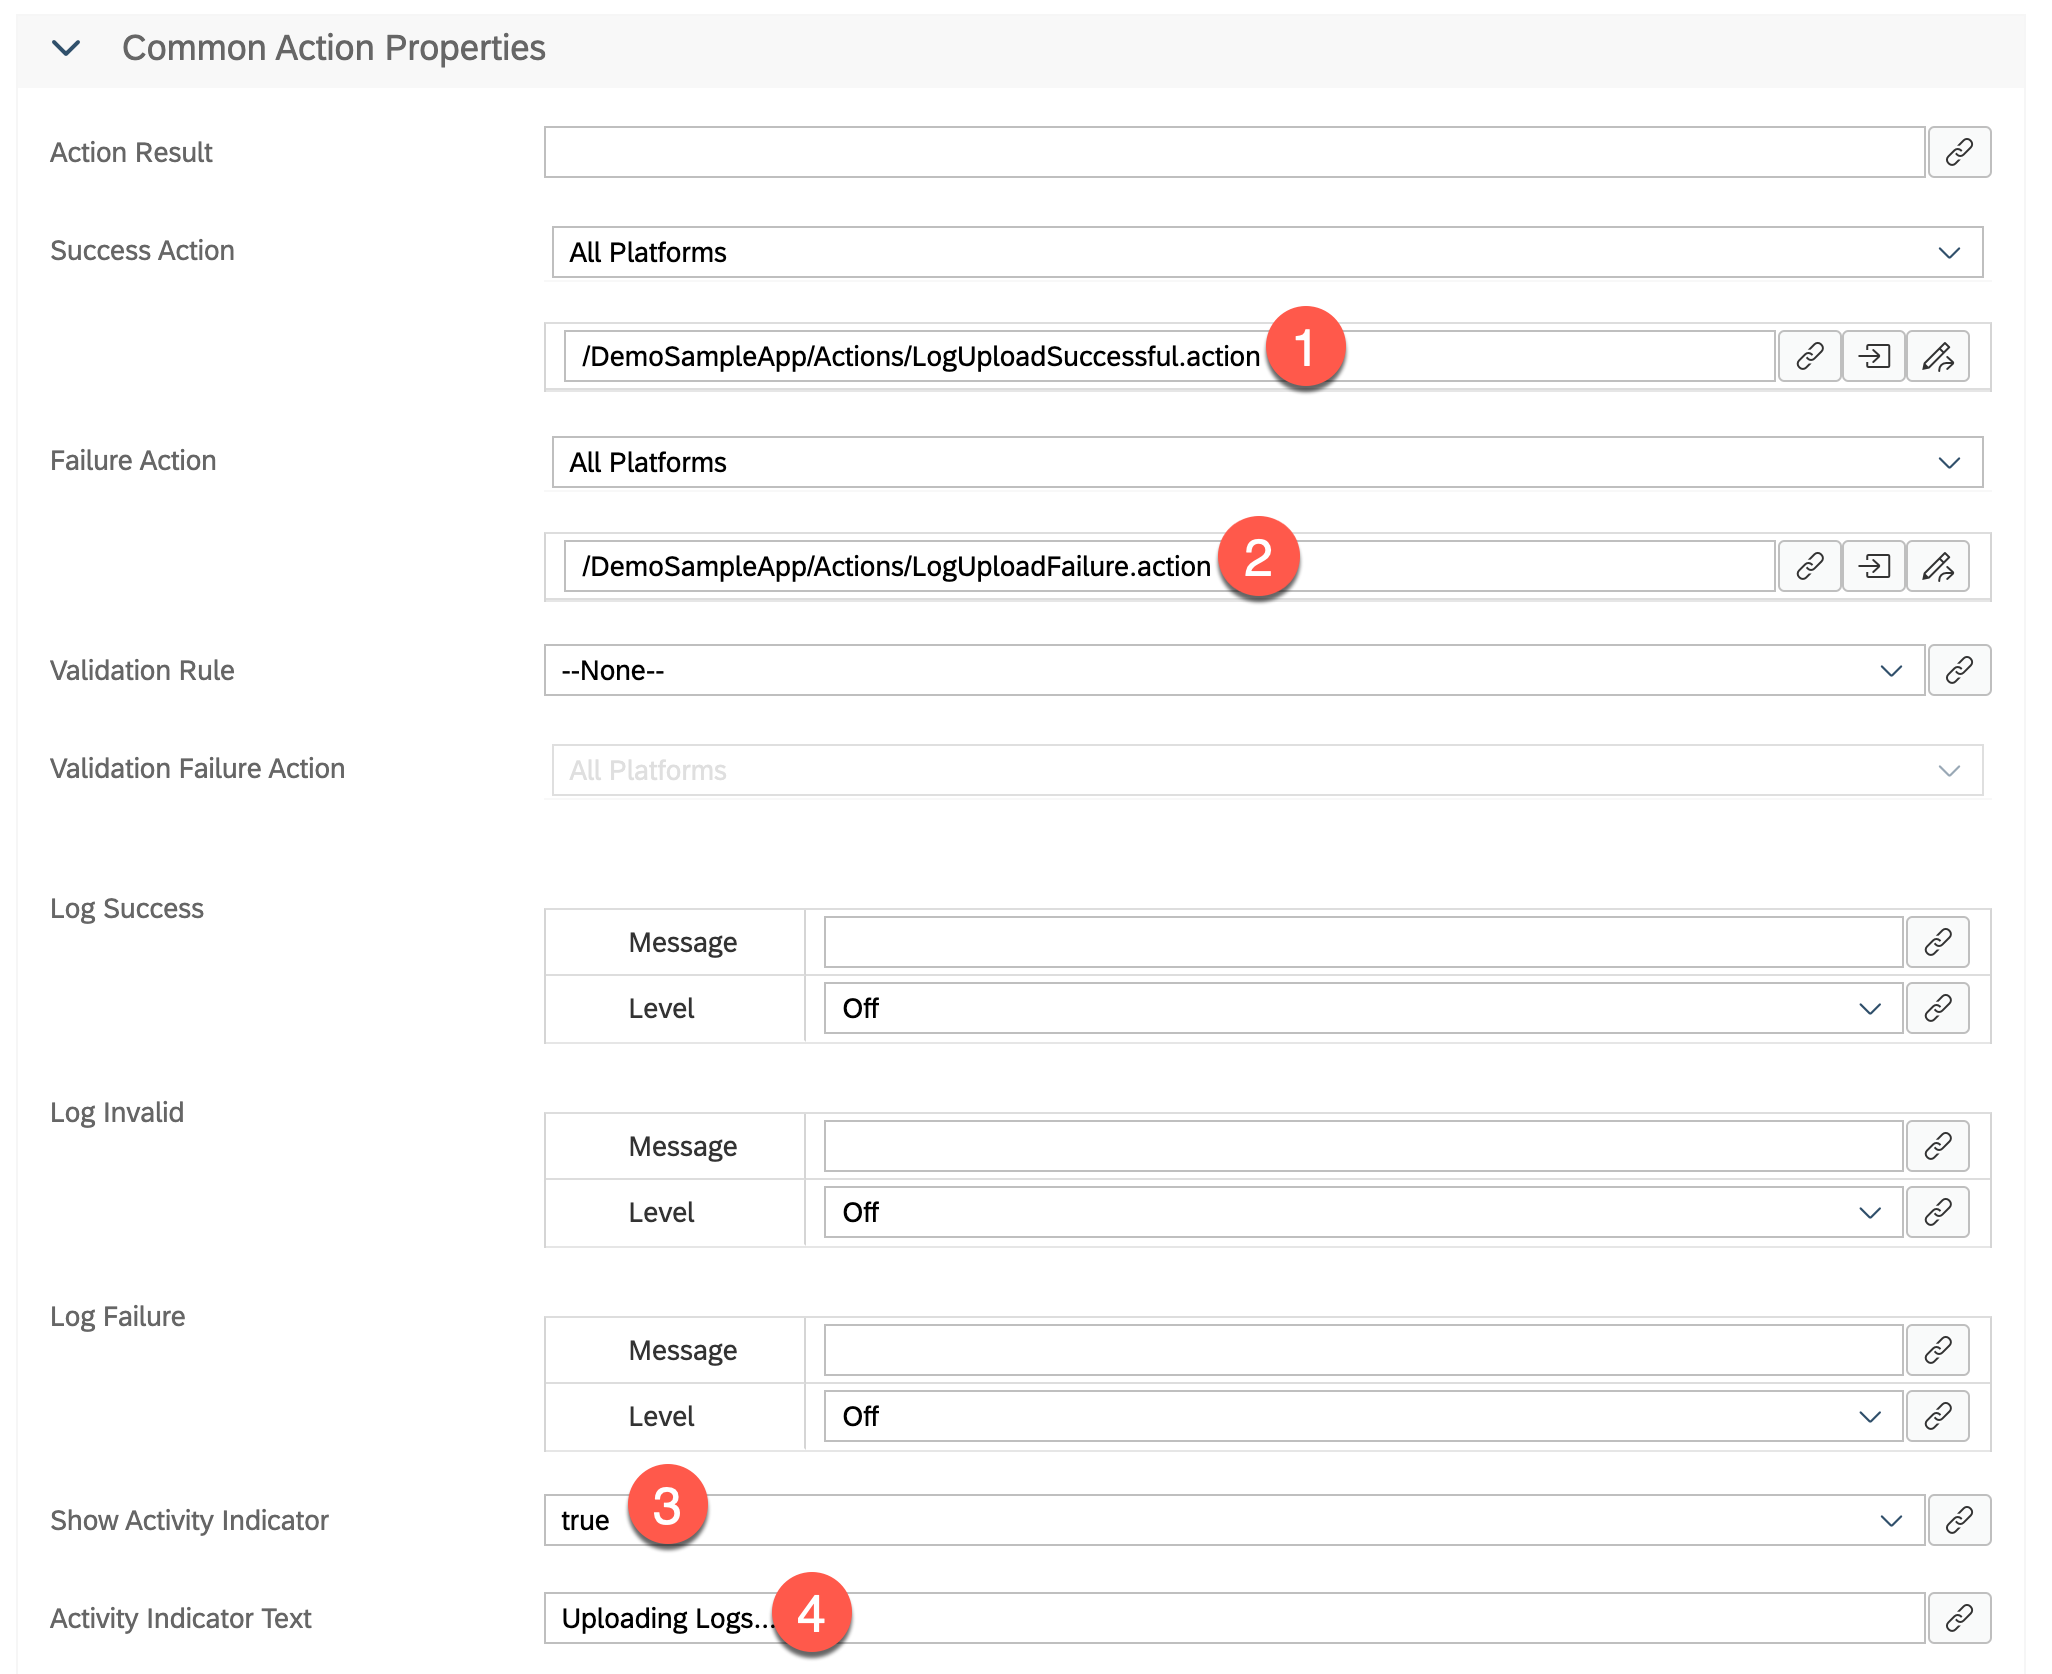 Common Action Properties
Action Result
Success Action
All Platforms
/DemoSampleApp/Actions/LogUploadSuccessful.action
1
Failure Action
All Platforms
/DemoSampleApp/Actions/LogUploadFailure.action
2
Validation Rule
--None--
Validation Failure Action
All Platforms
Log Success
Message
Level
Off
Log Invalid
Message
Level
Off
Log Failure
Message
Level
Off
Show Activity Indicator
true
3
Activity Indicator Text
Uploading Logs...
4